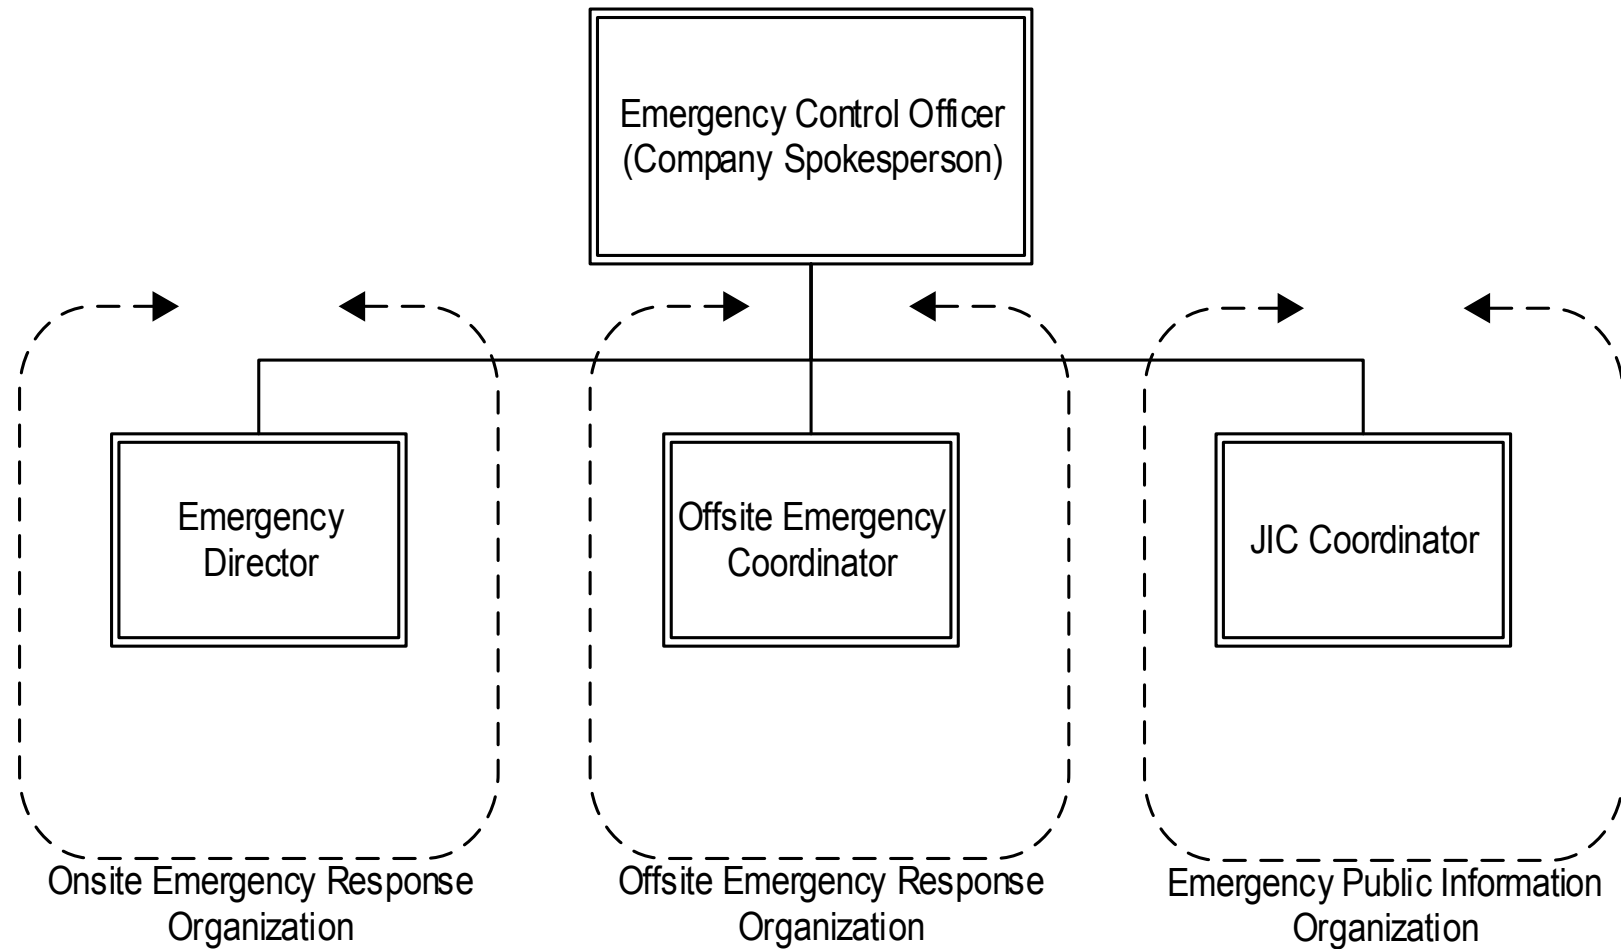 Emergency Control Officer
(Company Spokesperson)
Emergency
Director
Offsite Emergency
Coordinator
JIC Coordinator
Onsite Emergency Response
Organization
Offsite Emergency Response
Organization
Emergency Public Information
Organization